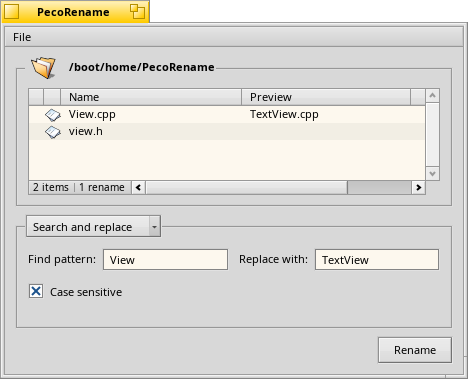 PecoRename
File
/boot/home/PecoRename
Name Preview
View.cpp TextView.cpp
view.h
2 items 1 rename
Search and replace
Find pattern: View Replace with: TextView
Case sensitive
Rename